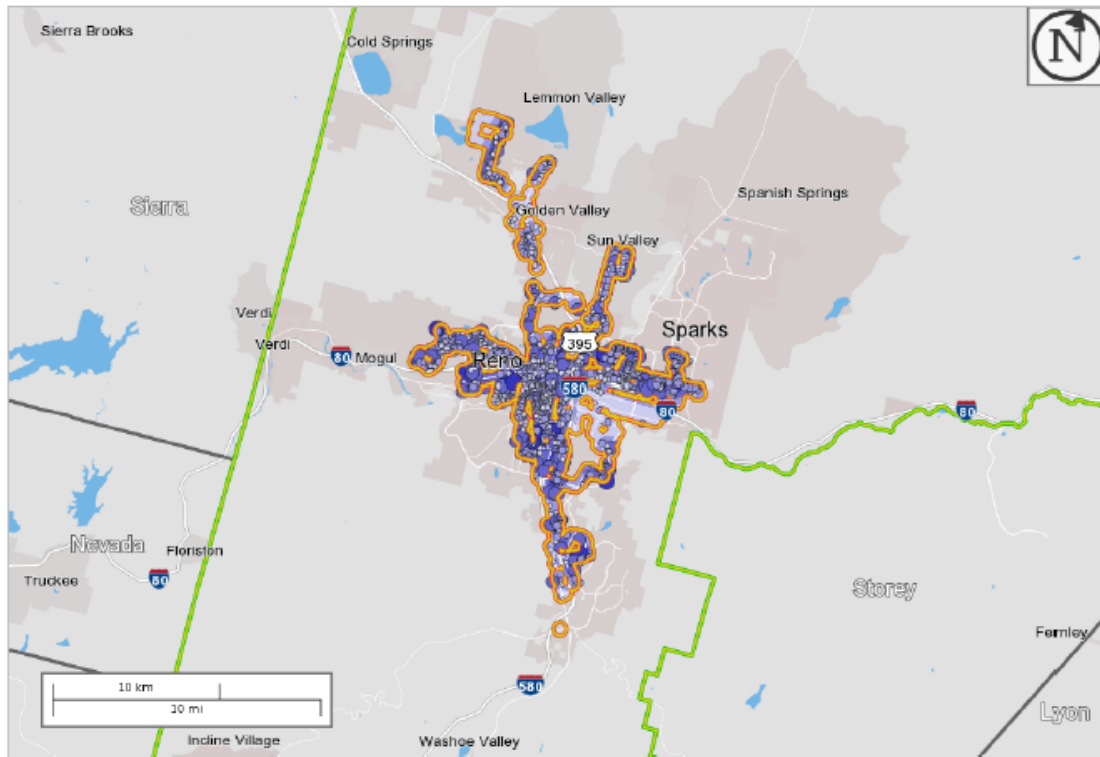 Sierra Brooks
Cold Springs
N
Lemmon Valley
Spanish Springs
Sierra
Golden Valley
Sun Valley
Verdi
Sparks
395
Verdi
80
Mogul
Reno
580
80
80
Nevada
Floriston
Truckee
80
Storey
Fernley
580
10 km
10 mi
Lyon
Incline Village
Washoe Valley